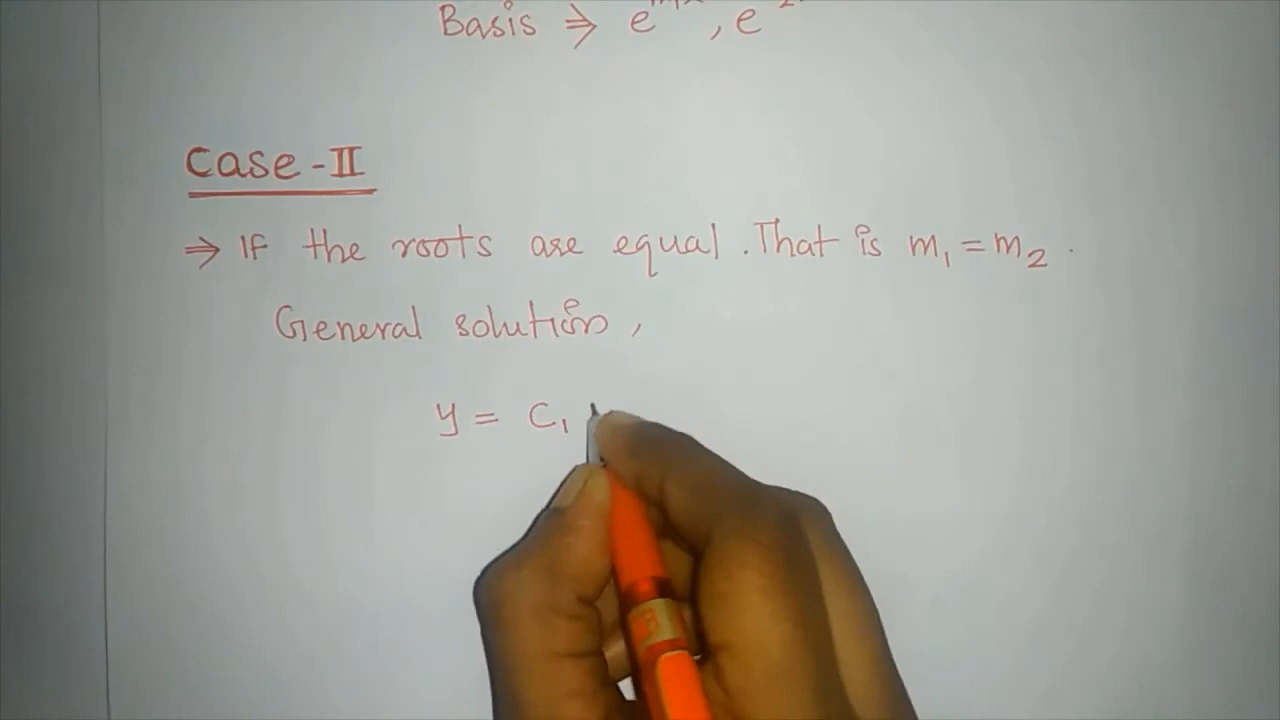 Basis ⇒ e , e
Case - II
⇒ If the roots are equal . That is m₁ = m₂ .
General solution ,
y = C₁